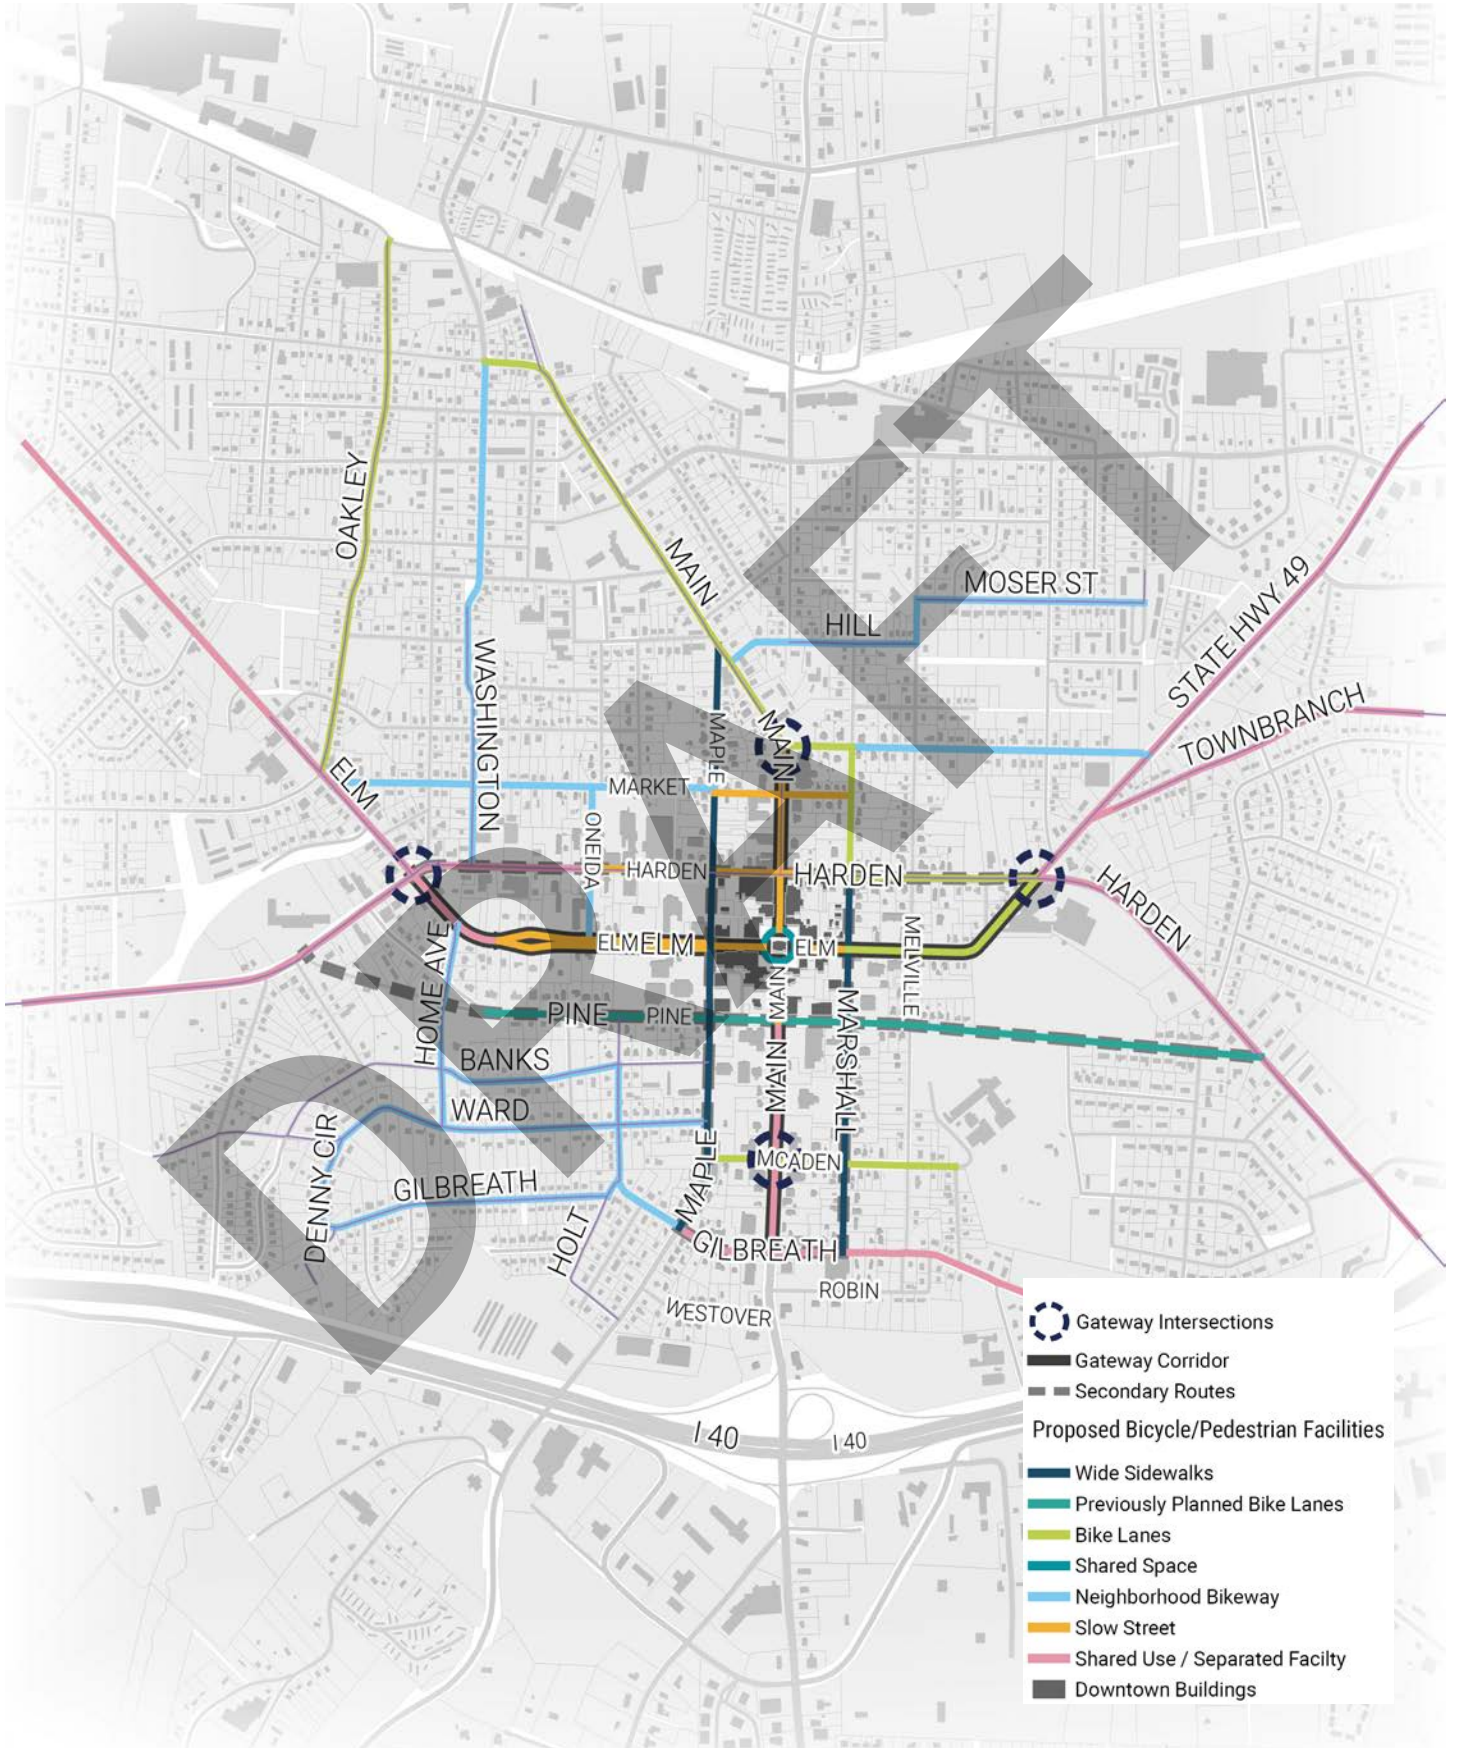 OAKLEY
MAIN
MOSER ST
HILL
STATE HWY 49
WASHINGTON
MAPLE
MAIN
TOWNBRANCH
ELM
MARKET
ONEIDA
HARDEN
HARDEN
HARDEN
ELM
ELM
ELM
HOME AVE
MELVILLE
MAIN
PINE
PINE
MARSHALL
MAIN
BANKS
WARD
DENNY CIR
MCADEN
MAPLE
GILBREATH
HOLT
GILBREATH
ROBIN
WESTOVER
I 40
I 40
DRAFT
Gateway Intersections
Gateway Corridor
Secondary Routes
Proposed Bicycle/Pedestrian Facilities
Wide Sidewalks
Previously Planned Bike Lanes
Bike Lanes
Shared Space
Neighborhood Bikeway
Slow Street
Shared Use / Separated Facilty
Downtown Buildings